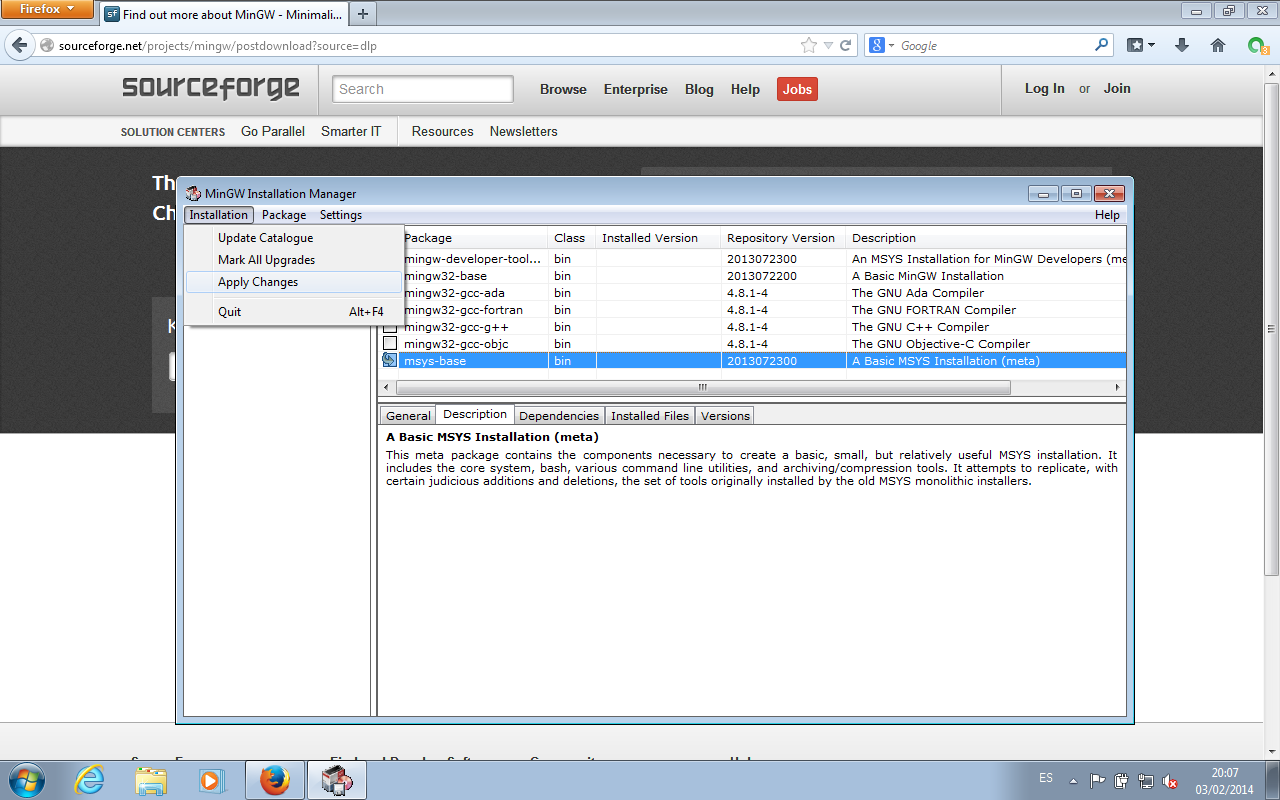 Firefox
Find out more about MinGW - Minimali...
sourceforge.net/projects/mingw/postdownload?source=dlp
Google
3
sourceforge
Search
Browse
Enterprise
Blog
Help
Jobs
Log In or Join
SOLUTION CENTERS
Go Parallel
Smarter IT
Resources
Newsletters
Th
Ch
MinGW Installation Manager
Installation Package Settings Help
Update Catalogue
Mark All Upgrades
Apply Changes
Quit Alt+F4
Package Class Installed Version Repository Version Description
mingw-developer-tool... bin 2013072300 An MSYS Installation for MinGW Developers (me
mingw32-base bin 2013072200 A Basic MinGW Installation
mingw32-gcc-ada bin 4.8.1-4 The GNU Ada Compiler
mingw32-gcc-fortran bin 4.8.1-4 The GNU FORTRAN Compiler
mingw32-gcc-g++ bin 4.8.1-4 The GNU C++ Compiler
mingw32-gcc-objc bin 4.8.1-4 The GNU Objective-C Compiler
msys-base bin 2013072300 A Basic MSYS Installation (meta)
General Description Dependencies Installed Files Versions
A Basic MSYS Installation (meta)
This meta package contains the components necessary to create a basic, small, but relatively useful MSYS installation. It
includes the core system, bash, various command line utilities, and archiving/compression tools. It attempts to replicate, with
certain judicious additions and deletions, the set of tools originally installed by the old MSYS monolithic installers.
ES
20:07
03/02/2014